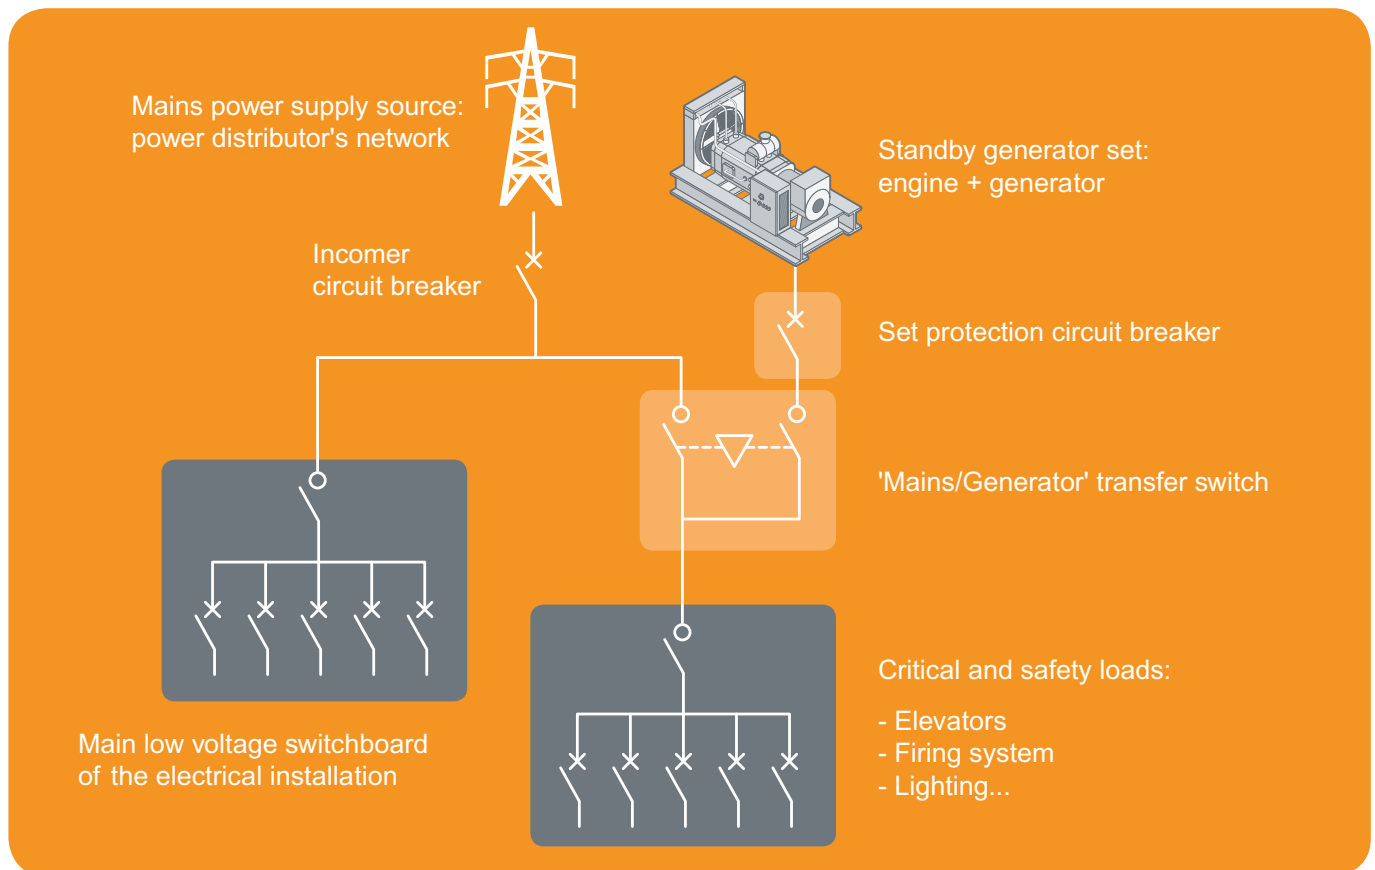 Mains power supply source:
power distributor's network
Standby generator set:
engine + generator
Incomer
circuit breaker
Set protection circuit breaker
'Mains/Generator' transfer switch
Critical and safety loads:
- Elevators
- Firing system
- Lighting...
Main low voltage switchboard
of the electrical installation